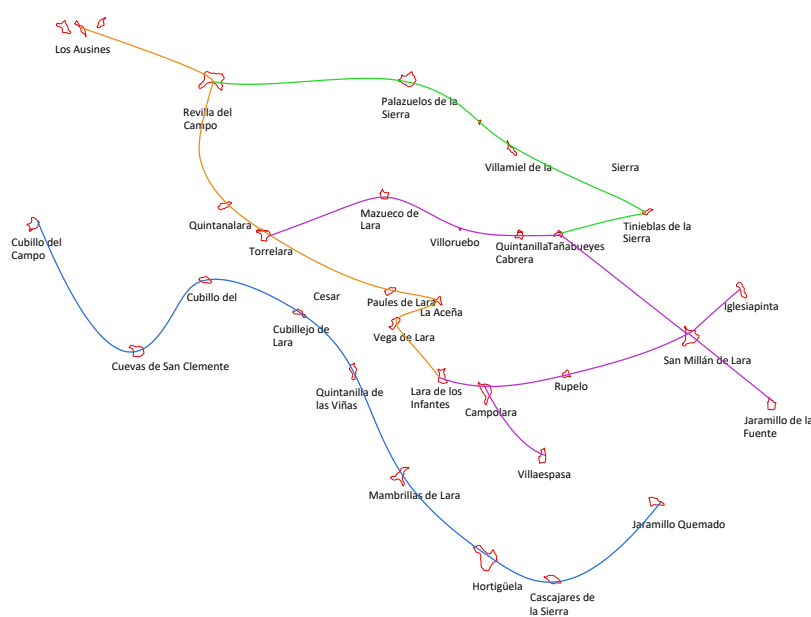 Los Ausines
Revilla del
Campo
Palazuelos de la
Sierra
Villamiel de la
Sierra
Tinieblas de la
Sierra
Mazueco de
Lara
Quintanalara
Torrelara
Villoruebo
Quintanilla
Cabrera
Tañabueyes
Cubillo del
Campo
Cubillo del
Cesar
Paules de Lara
La Aceña
Iglesiapinta
Cubillejo de
Lara
Vega de Lara
Cuevas de San Clemente
San Millán de Lara
Quintanilla de
las Viñas
Lara de los
Infantes
Rupelo
Campolara
Jaramillo de la
Fuente
Villaespasa
Mambrillas de Lara
Jaramillo Quemado
Hortigüela
Cascajares de
la Sierra